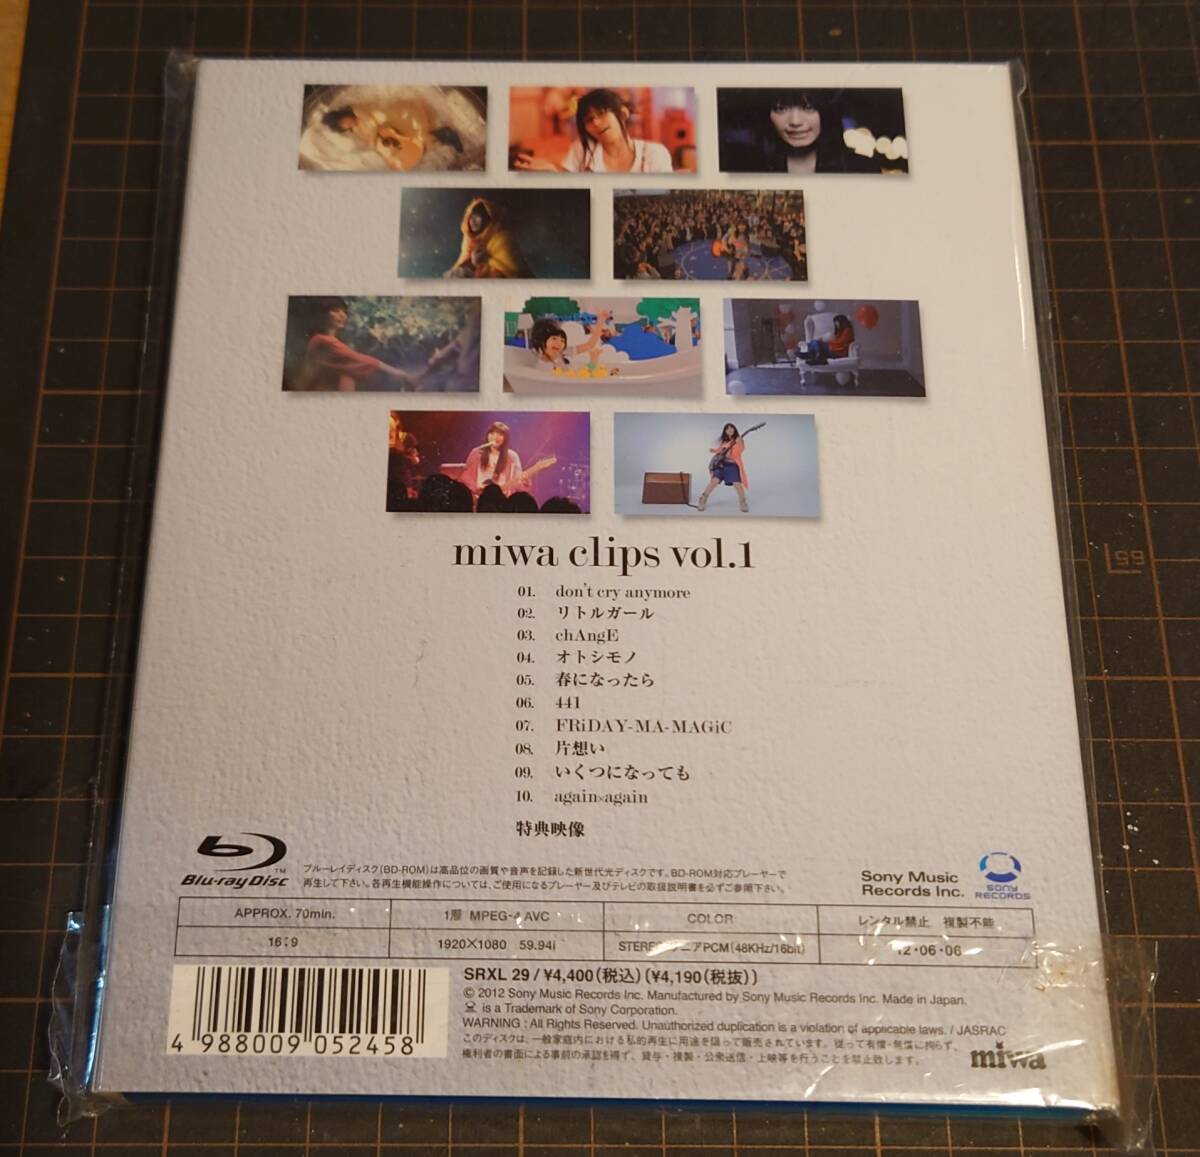 miwa clips vol.1
01. don't cry anymore
02. リトルガール
03. chAngE
04. オトシモノ
05. 春になったら
06. 441
07. FRiDAY-MA-MAGiC
08. 片想い
09. いくつになっても
10. again×again
特典映像
Blu-ray Disc TM
ブルーレイディスク(BD-ROM)は高品位の画質や音声を記録した新世代光ディスクです。BD-ROM対応プレーヤーで
再生して下さい。各再生機能操作については、ご使用になるプレーヤー及びテレビの取扱説明書を必ずご参照下さい。
Sony Music
Records Inc.
SONY
RECORDS
APPROX. 70min. 1層 MPEG-4 AVC COLOR レンタル禁止 複製不能
16:9 1920×1080 59.94i STEREO リニアPCM(48KHz/16bit) 12・06・06
SRXL 29 / ¥4,400(税込)(¥4,190(税抜))
© 2012 Sony Music Records Inc. Manufactured by Sony Music Records Inc. Made in Japan.
is a Trademark of Sony Corporation.
WARNING : All Rights Reserved. Unauthorized duplication is a violation of applicable laws. / JASRAC
このディスクは、一般家庭内における私的再生に用途を限って販売されています。従って有償・無償に拘らず、
権利者の書面による事前の承認を得ず、貸与・複製・公衆送信・上映等を行うことを禁止致します。
miwa
4 988009 052458